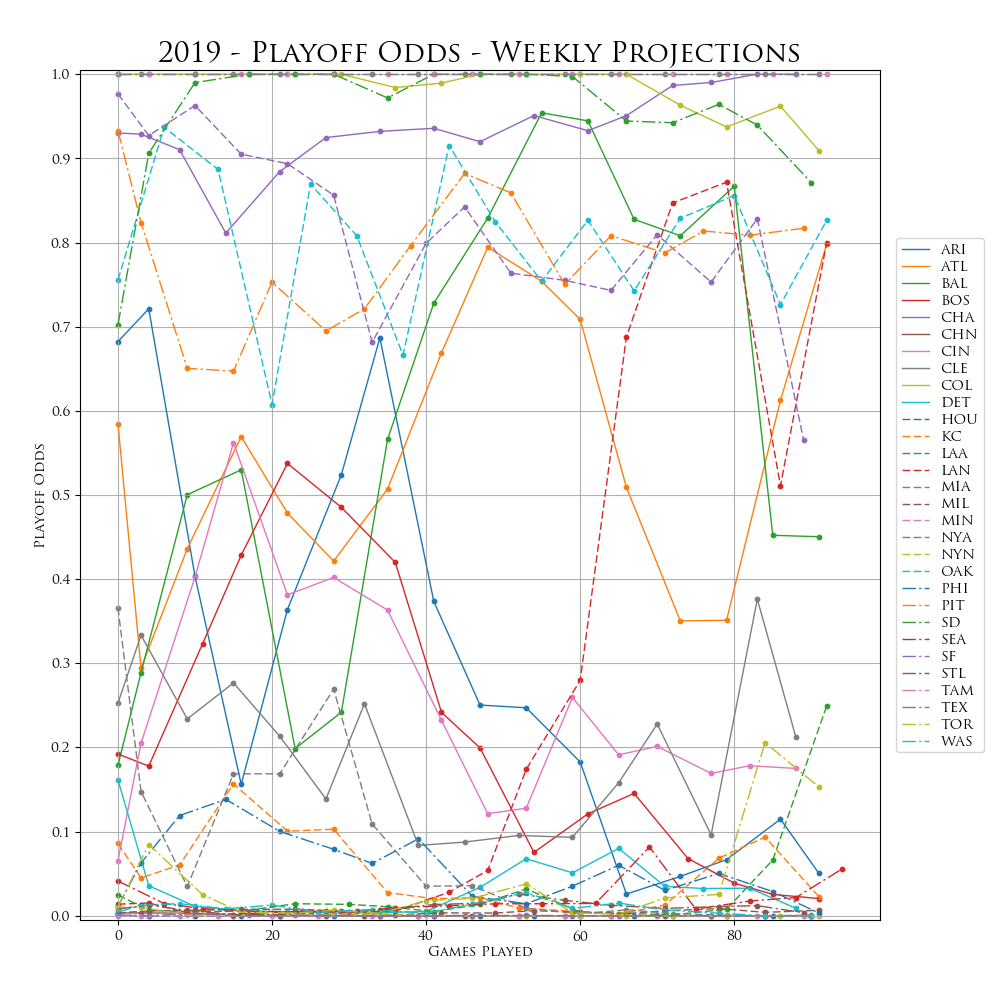 2019 - Playoff Odds - Weekly Projections
1.0
0.9
0.8
0.7
0.6
0.5
0.4
0.3
0.2
0.1
0.0
Playoff Odds
0 20 40 60 80
Games Played
ARI
ATL
BAL
BOS
CHA
CHN
CIN
CLE
COL
DET
HOU
KC
LAA
LAN
MIA
MIL
MIN
NYA
NYN
OAK
PHI
PIT
SD
SEA
SF
STL
TAM
TEX
TOR
WAS